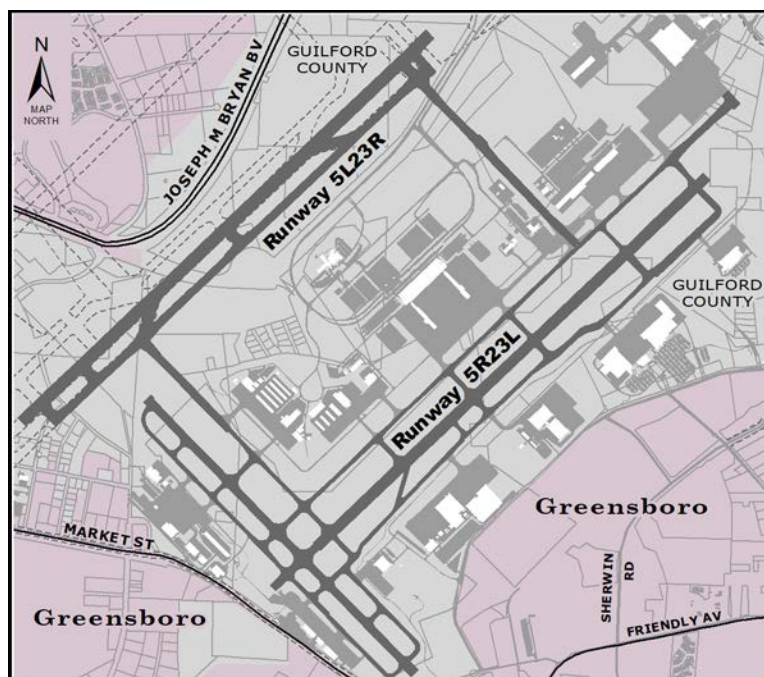 N
MAP
NORTH
GUILFORD
COUNTY
JOSEPH M BRYAN BV
Runway 5L23R
GUILFORD
COUNTY
Runway 5R23L
Greensboro
MARKET ST
SHERWIN
RD
Greensboro
FRIENDLY AV